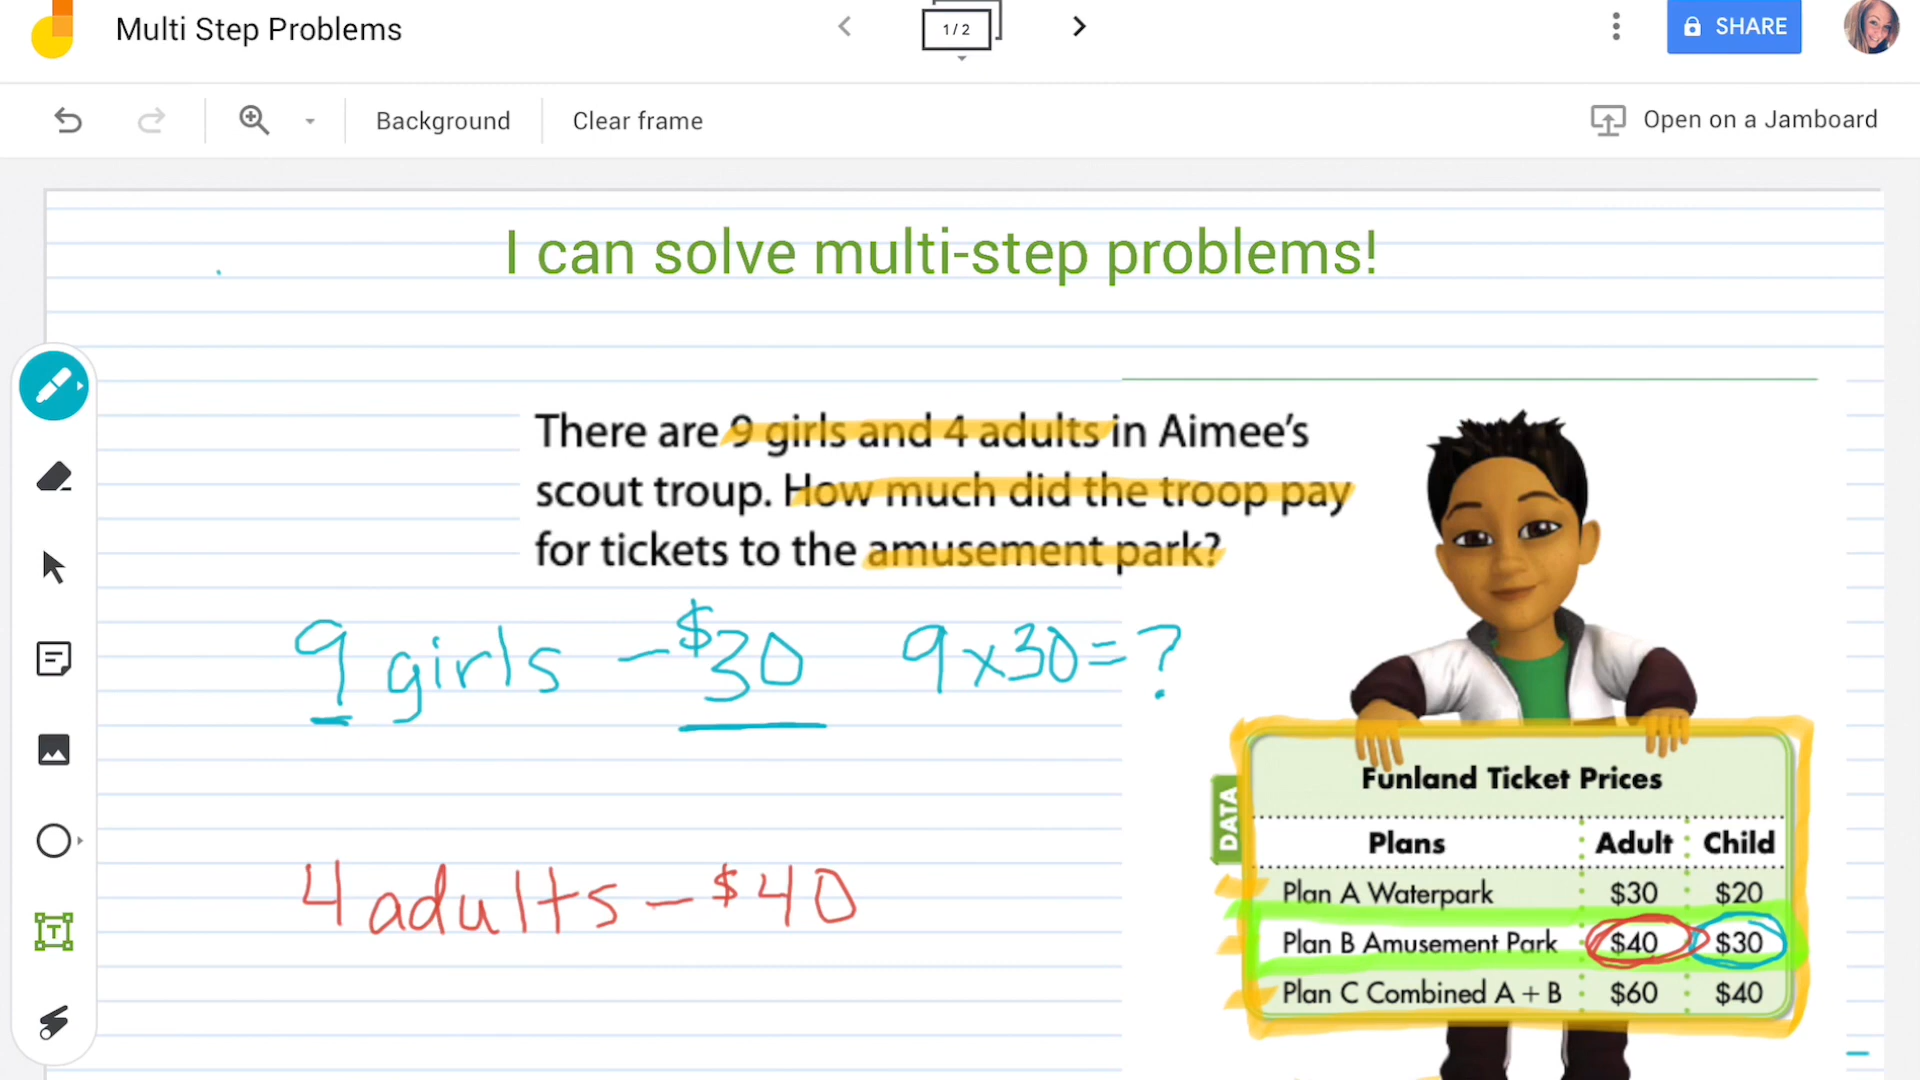 Multi Step Problems
1 / 2
SHARE
Background
Clear frame
Open on a Jamboard
I can solve multi-step problems!
There are 9 girls and 4 adults in Aimee's
scout troup. How much did the troop pay
for tickets to the amusement park?
9 girls - $30
9x30=?
4 adults - $40
DATA
Funland Ticket Prices
Plans Adult Child
Plan A Waterpark $30 $20
Plan B Amusement Park $40 $30
Plan C Combined A + B $60 $40
T